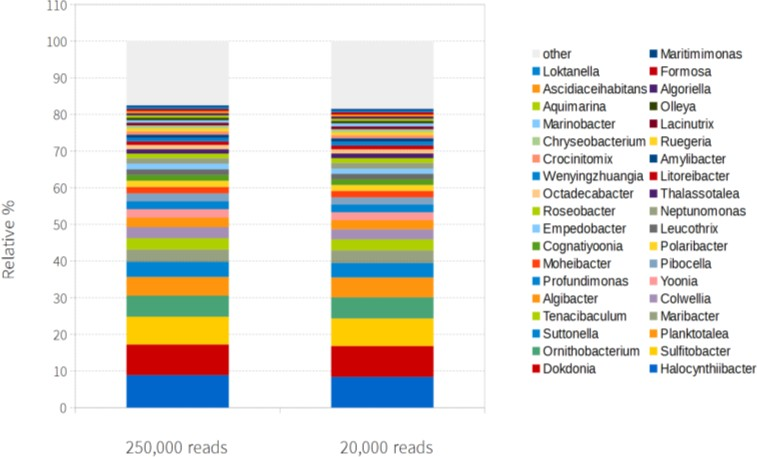 110
100
90
80
70
60
50
40
30
20
10
0
Relative %
250,000 reads
20,000 reads
other Maritimimonas
Loktanella Formosa
Ascidiaceihabitans Algoriella
Aquimarina Olleya
Marinobacter Lacinutrix
Chryseobacterium Ruegeria
Crocinitomix Amylibacter
Wenyingzhuangia Litoreibacter
Octadecabacter Thalassotalea
Roseobacter Neptunomonas
Empedobacter Leucothrix
Cognatiyoonia Polaribacter
Moheibacter Pibocella
Profundimonas Yoonia
Algibacter Colwellia
Tenacibaculum Maribacter
Suttonella Planktotalea
Ornithobacterium Sulfitobacter
Dokdonia Halocynthiibacter